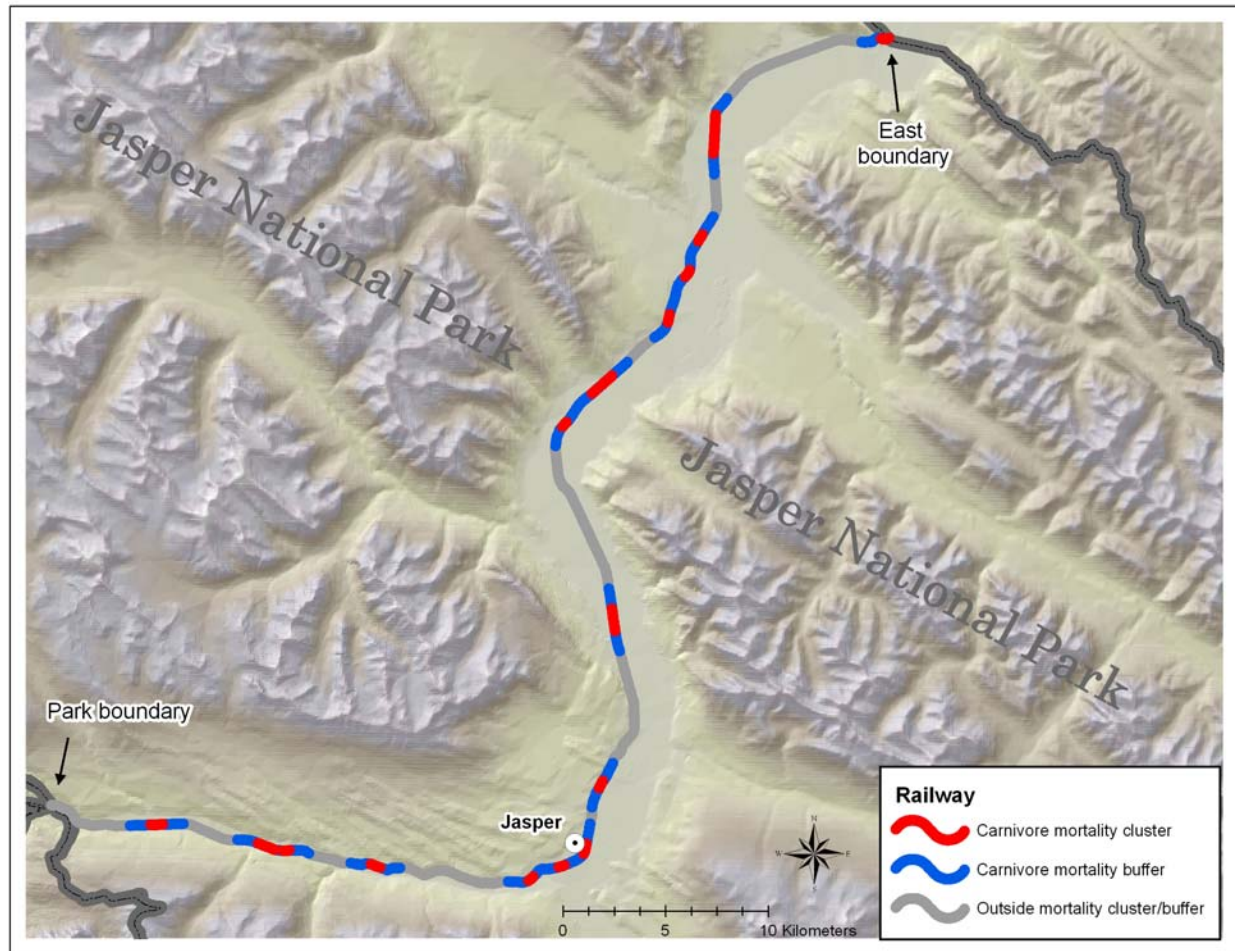 East
boundary
Jasper National Park
Jasper National Park
Park boundary
Jasper
N
W E
S
0 5 10 Kilometers
Railway
Carnivore mortality cluster
Carnivore mortality buffer
Outside mortality cluster/buffer